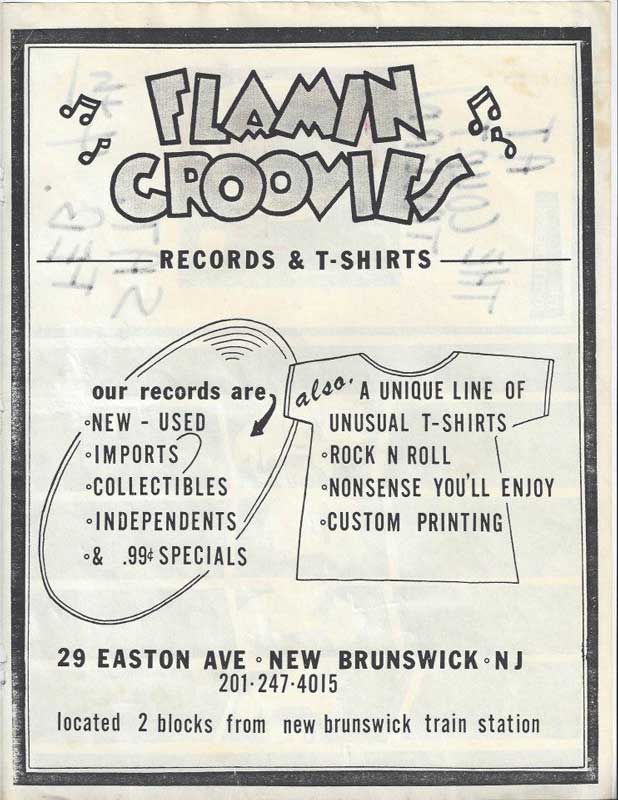 FLAMIN
GROOVIES
RECORDS & T-SHIRTS
our records are
◦NEW - USED
◦IMPORTS
◦COLLECTIBLES
◦INDEPENDENTS
◦& .99¢ SPECIALS
also, A UNIQUE LINE OF
UNUSUAL T-SHIRTS
◦ROCK N ROLL
◦NONSENSE YOU'LL ENJOY
◦CUSTOM PRINTING
29 EASTON AVE ◦ NEW BRUNSWICK ◦ NJ
201·247·4015
located 2 blocks from new brunswick train station